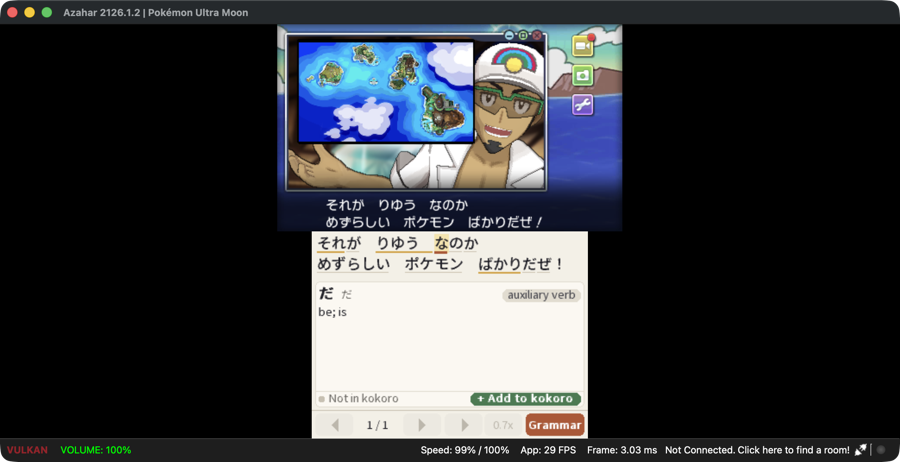 Azahar 2126.1.2 | Pokémon Ultra Moon
それが　りゆう　なのか
めずらしい　ポケモン　ばかりだぜ！
それが　りゆう　なのか
めずらしい　ポケモン　ばかりだぜ！
だ だ auxiliary verb
be; is
Not in kokoro + Add to kokoro
1 / 1 0.7x Grammar
VULKAN VOLUME: 100% Speed: 99% / 100% App: 29 FPS Frame: 3.03 ms Not Connected. Click here to find a room!